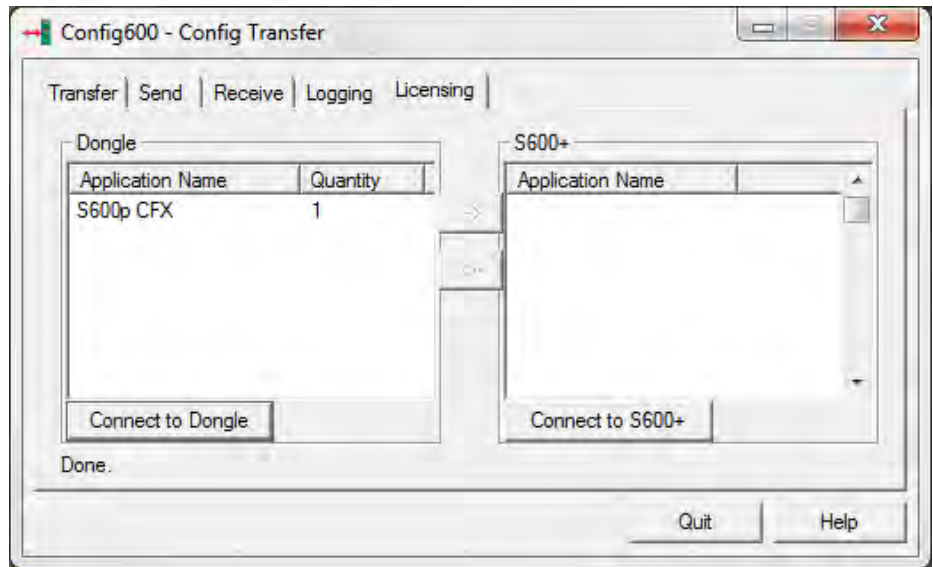 Config600 - Config Transfer
Transfer Send Receive Logging Licensing
Dongle
Application Name Quantity
S600p CFX 1
Connect to Dongle
S600+
Application Name
Connect to S600+
->
<-
Done.
Quit Help